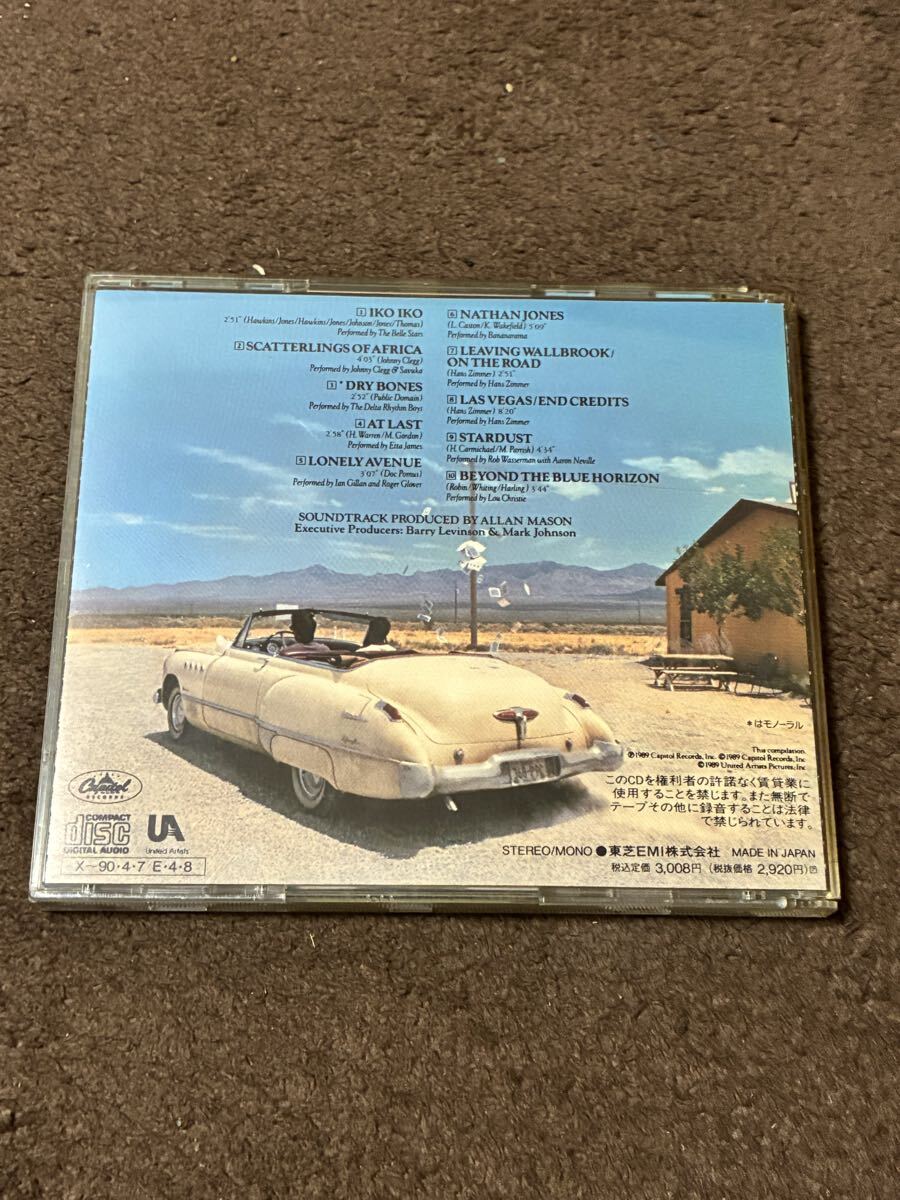 1 IKO IKO
2'51" (Hawkins/Jones/Hawkins/Jones/Johnson/Jones/Thomas)
Performed by The Belle Stars
2 SCATTERLINGS OF AFRICA
4'03" (Johnny Clegg)
Performed by Johnny Clegg & Savuka
3 *DRY BONES
2'52" (Public Domain)
Performed by The Delta Rhythm Boys
4 AT LAST
2'58" (H. Warren/M. Gordon)
Performed by Etta James
5 LONELY AVENUE
3'07" (Doc Pomus)
Performed by Ian Gillan and Roger Glover
6 NATHAN JONES
(L. Caston/K. Wakefield) 5'09"
Performed by Bananarama
7 LEAVING WALLBROOK/
ON THE ROAD
(Hans Zimmer) 2'51"
Performed by Hans Zimmer
8 LAS VEGAS/END CREDITS
(Hans Zimmer) 8'20"
Performed by Hans Zimmer
9 STARDUST
(H. Carmichael/M. Parrish) 4'34"
Performed by Rob Wasserman with Aaron Neville
10 BEYOND THE BLUE HORIZON
(Robin/Whiting/Harling) 3'44"
Performed by Lou Christie
SOUNDTRACK PRODUCED BY ALLAN MASON
Executive Producers: Barry Levinson & Mark Johnson
*はモノーラル
This compilation
℗1989 Capitol Records, Inc. ©1989 Capitol Records, Inc.
©1989 United Artists Pictures, Inc
このCDを権利者の許諾なく賃貸業に
使用することを禁じます。また無断で
テープその他に録音することは法律
で禁じられています。
Capitol
RECORDS
COMPACT
disc
DIGITAL AUDIO
UA
United Artists
X〜90・4・7 E・4・8
STEREO/MONO ●東芝EMI株式会社 MADE IN JAPAN
税込定価 3,008円 (税抜価格 2,920円)